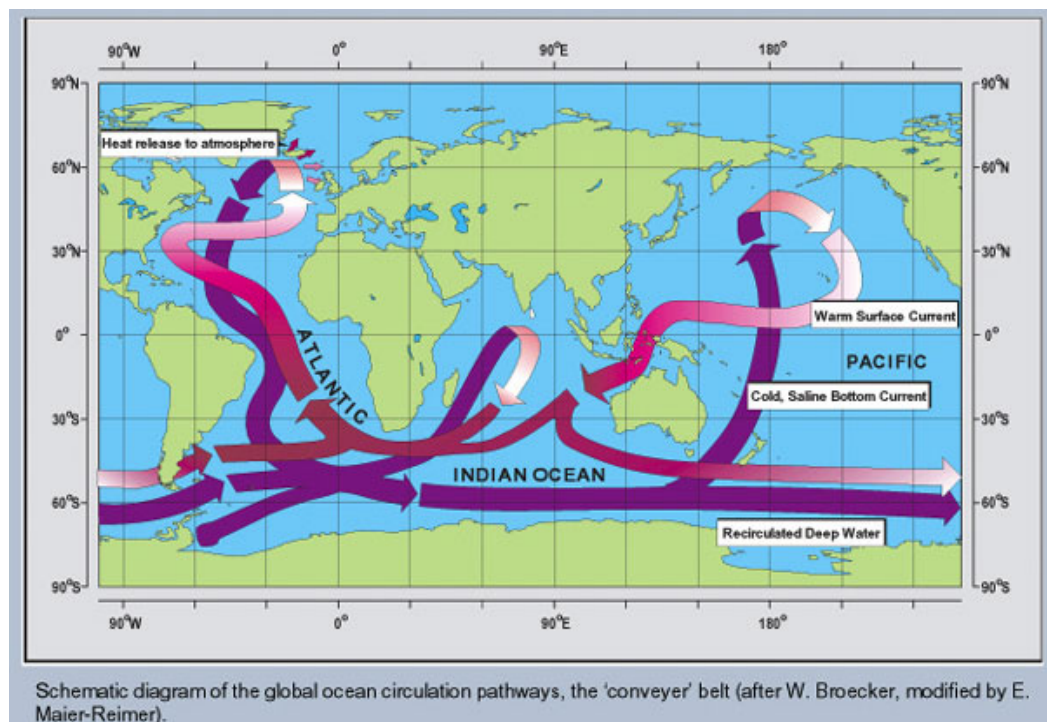 90°W 0° 90°E 180°
90°N 90°N
Heat release to atmosphere
60°N 60°N
30°N 30°N
Warm Surface Current
0° 0°
ATLANTIC
PACIFIC
Cold, Saline Bottom Current
30°S 30°S
INDIAN OCEAN
60°S 60°S
Recirculated Deep Water
90°S 90°S
90°W 0° 90°E 180°
Schematic diagram of the global ocean circulation pathways, the 'conveyer' belt (after W. Broecker, modified by E.
Maier-Reimer).